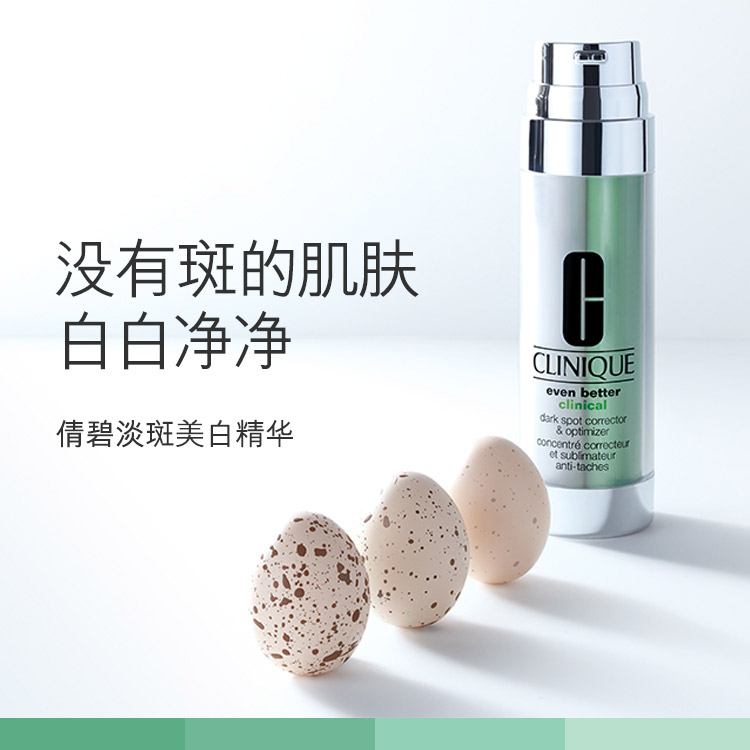 没有斑的肌肤
白白净净
倩碧淡斑美白精华
CLINIQUE
even better
clinical
dark spot corrector
& optimizer
concentré correcteur
et sublimateur
anti-taches